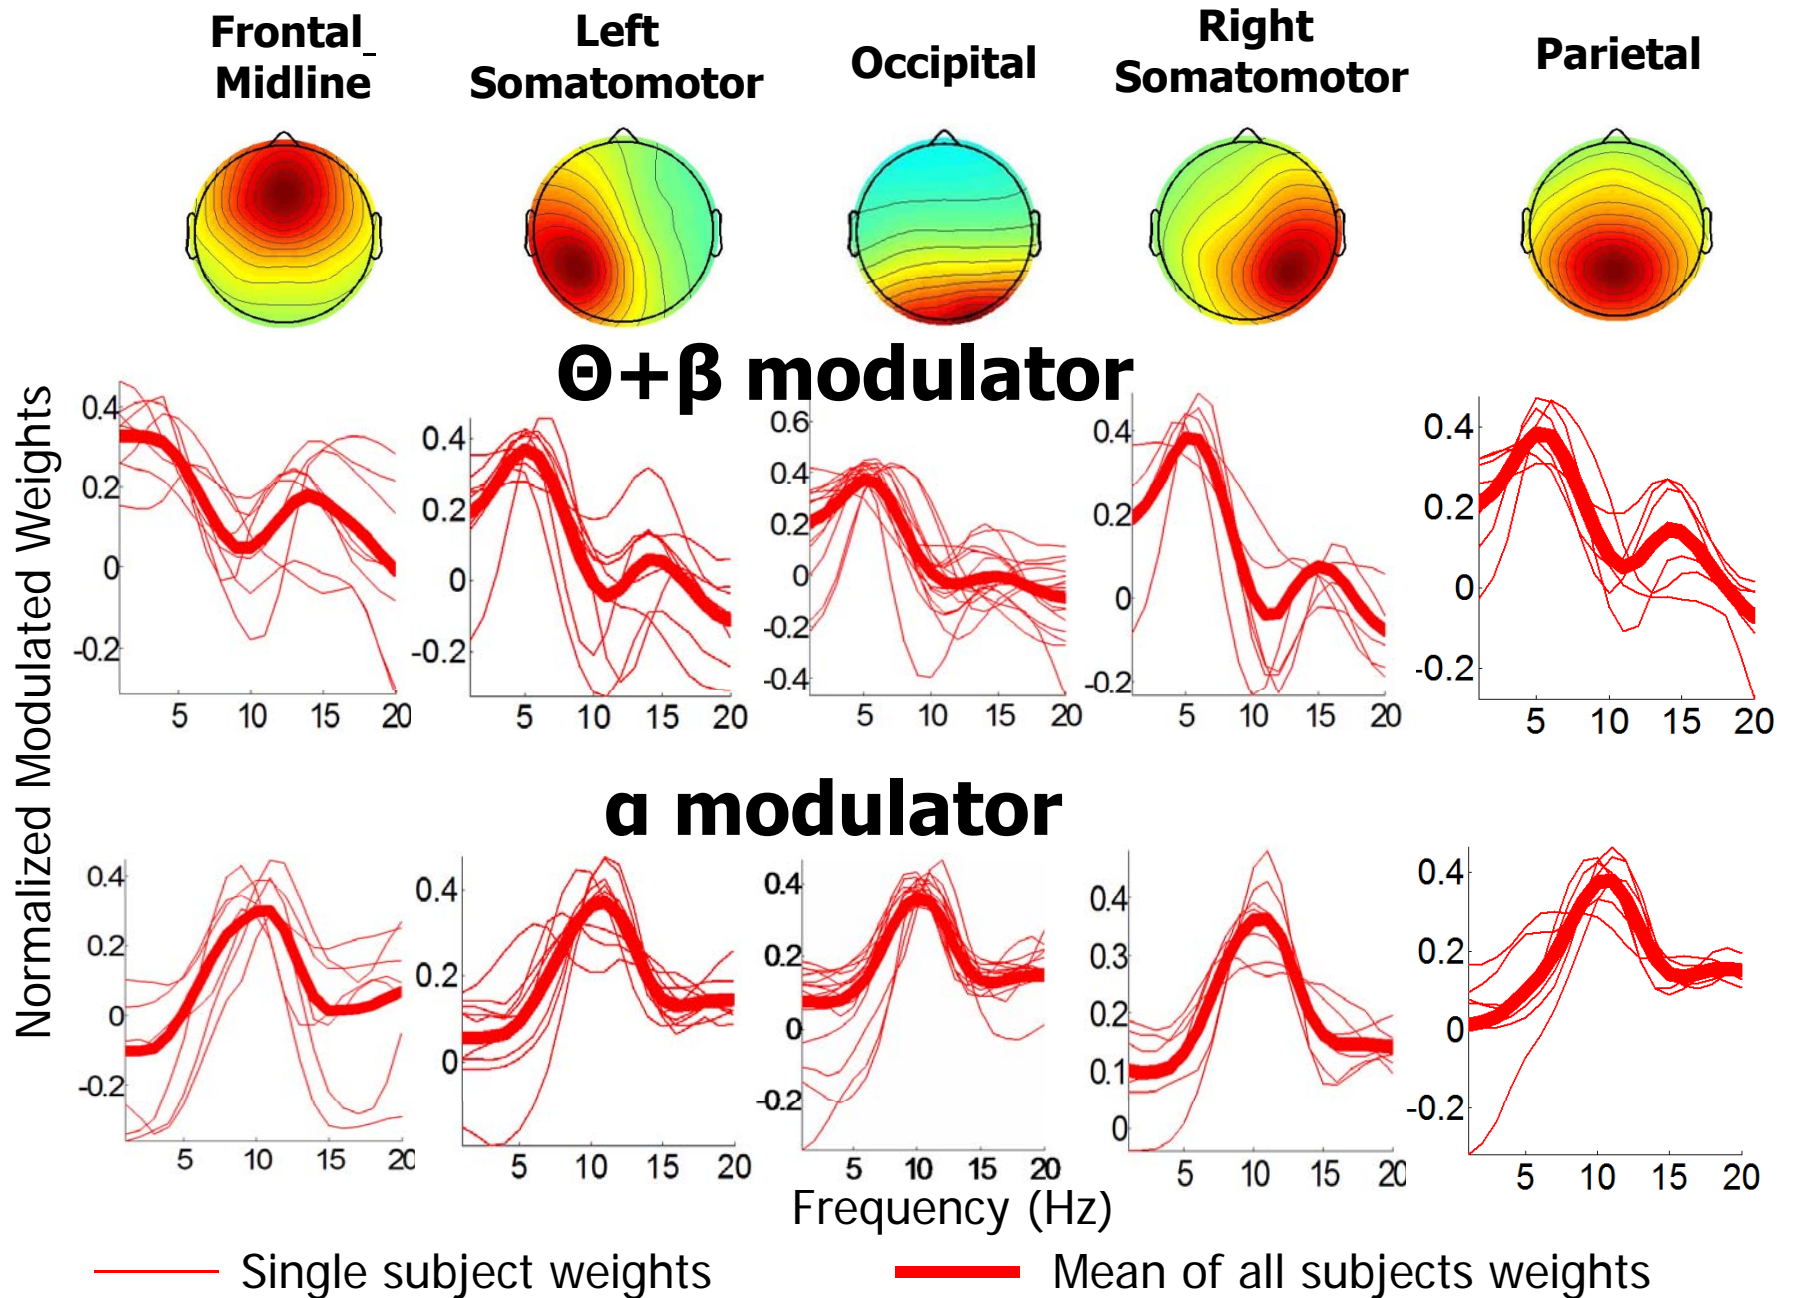 Frontal_
Midline
Left
Somatomotor
Occipital
Right
Somatomotor
Parietal
Θ+β modulator
Normalized Modulated Weights
0.4
0.2
0
-0.2
5 10 15 20
0.4
0.2
0
-0.2
5 10 15 20
0.6
0.4
0.2
0
-0.2
-0.4
5 10 15 20
0.4
0.2
0
-0.2
5 10 15 20
0.4
0.2
0
-0.2
5 10 15 20
α modulator
0.4
0.2
0
-0.2
5 10 15 20
0.4
0.2
0
5 10 15 20
0.4
0.2
0
-0.2
5 10 15 20
0.4
0.3
0.2
0.1
0
5 10 15 20
0.4
0.2
0
-0.2
5 10 15 20
Frequency (Hz)
Single subject weights
Mean of all subjects weights